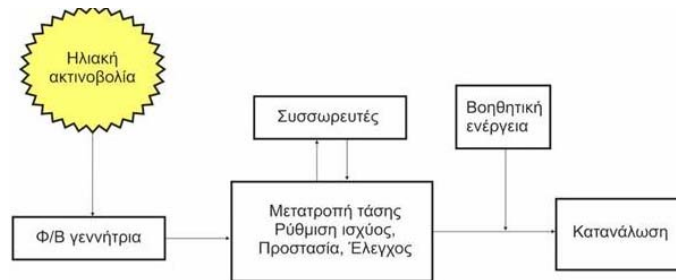 Ηλιακή
ακτινοβολία
Συσσωρευτές
Βοηθητική
ενέργεια
Φ/Β γεννήτρια
Μετατροπή τάσης
Ρύθμιση ισχύος,
Προστασία, Έλεγχος
Κατανάλωση